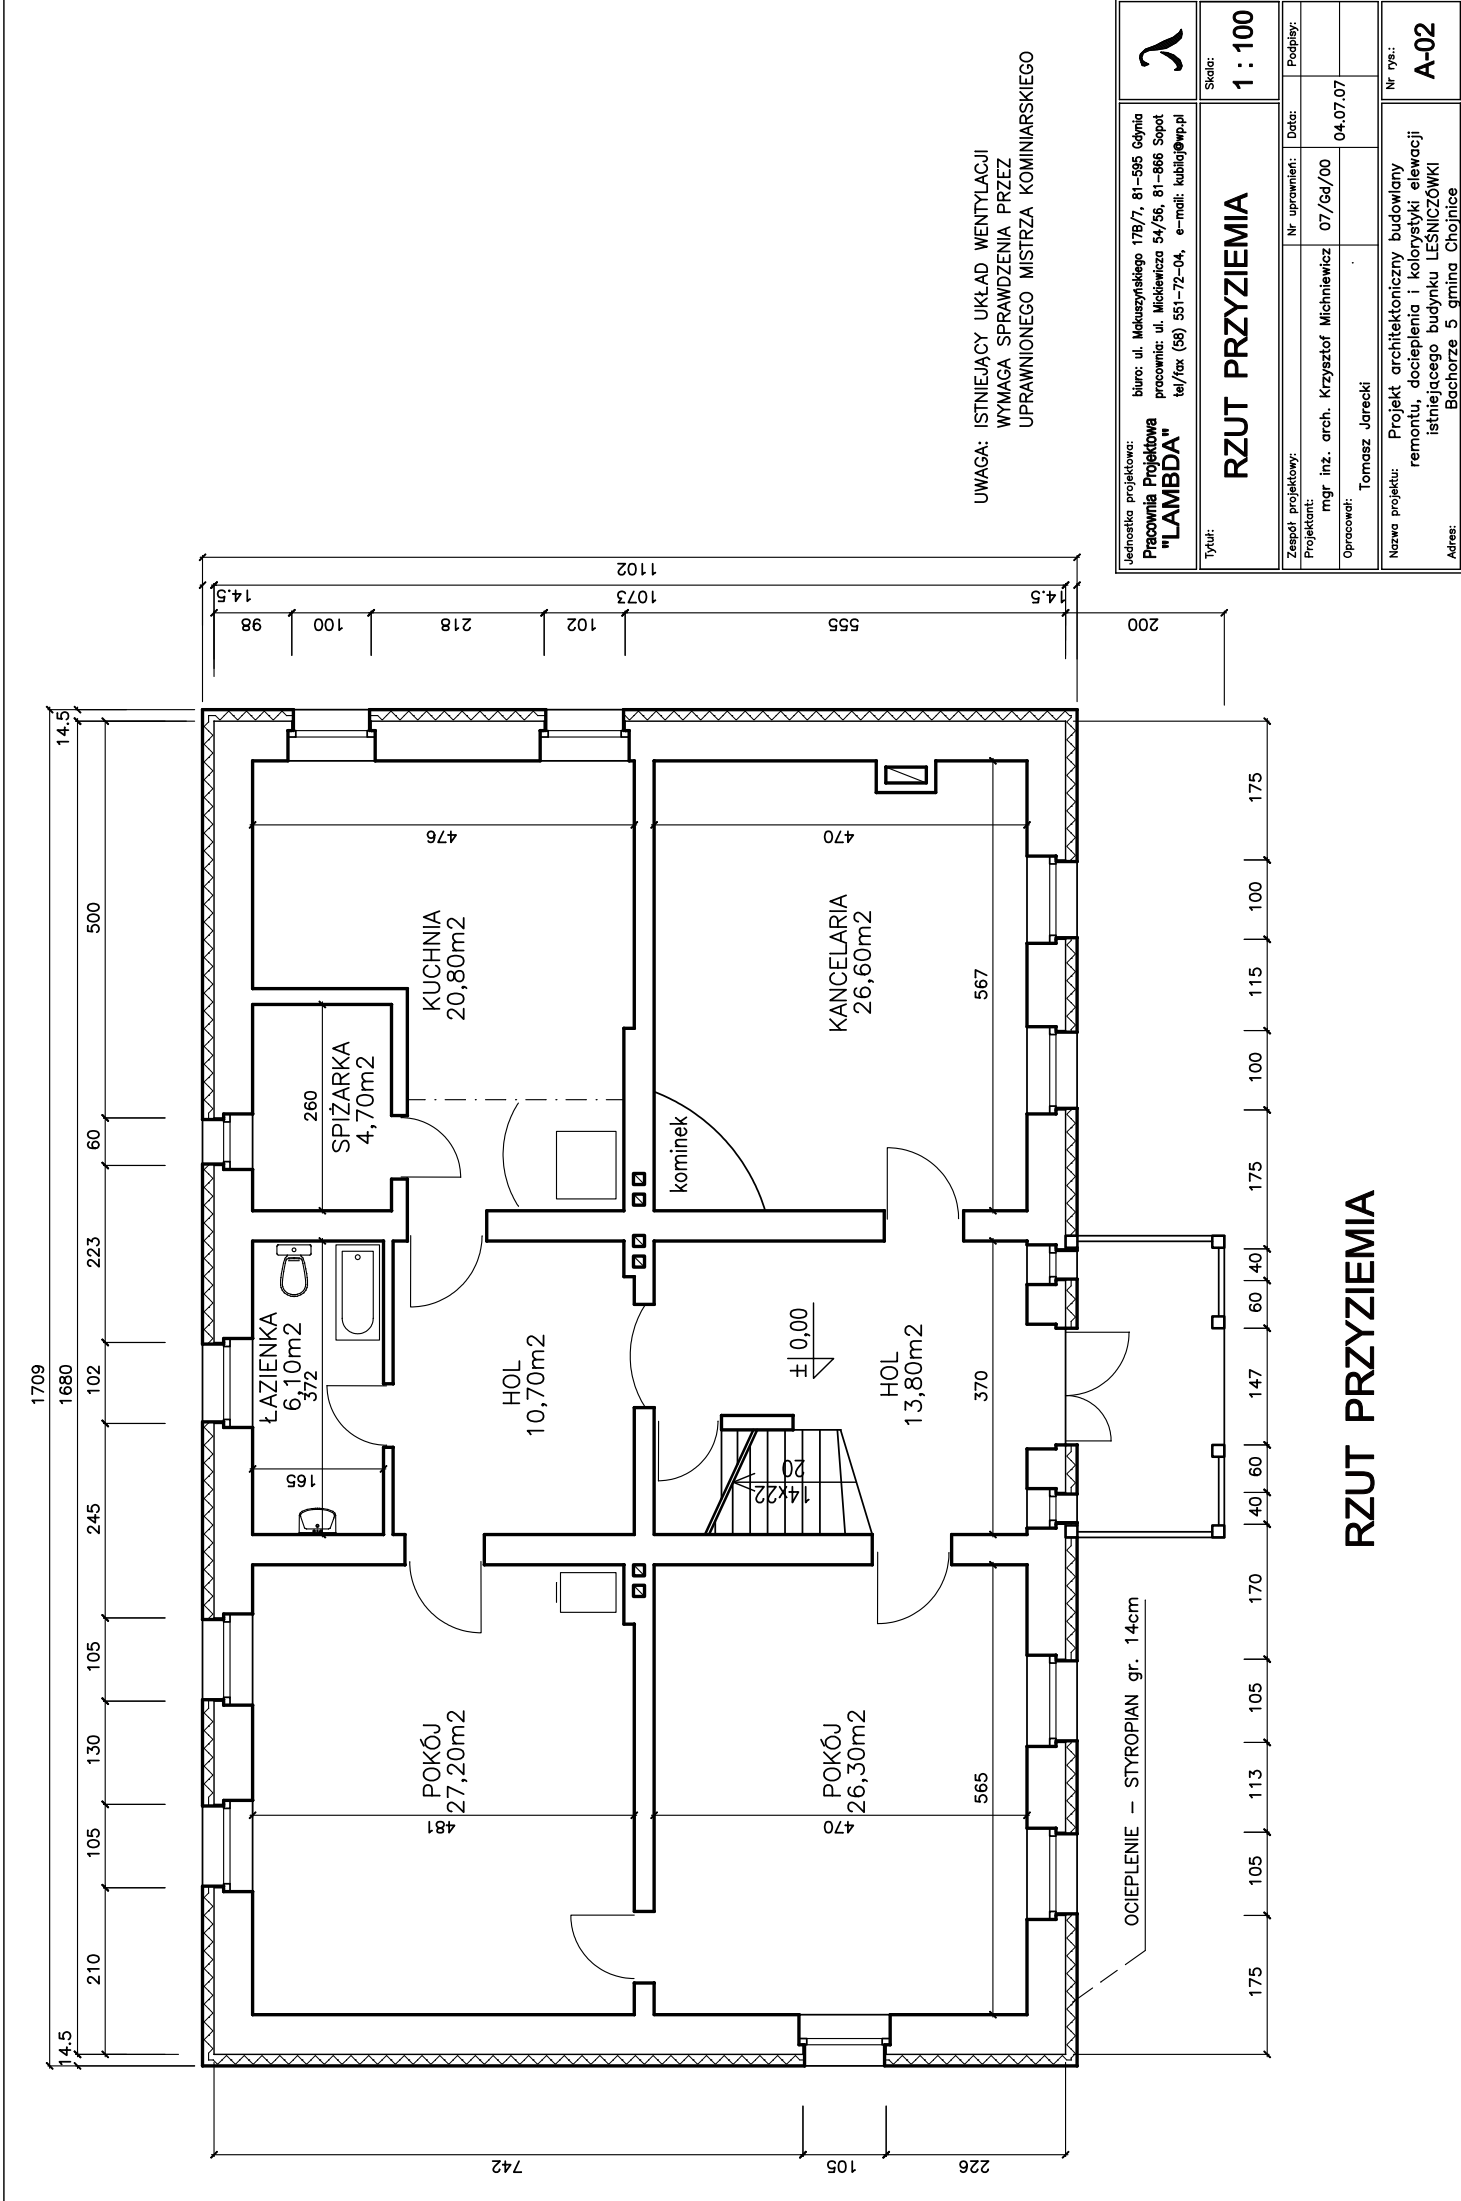 1709
14.5
1680
14.5
210
105
130
105
245
102
223
60
500
742
105
226
14.5
1073
14.5
1102
98
100
218
102
555
200
ŁAZIENKA
6,10m2
372
165
SPIŻARKA
4,70m2
260
KUCHNIA
20,80m2
476
POKÓJ
27,20m2
481
HOL
10,70m2
kominek
KANCELARIA
26,60m2
470
567
POKÓJ
26,30m2
470
565
14x22
20
±0,00
HOL
13,80m2
370
OCIEPLENIE – STYROPIAN gr. 14cm
175
105
113
105
170
40
60
147
60
40
175
100
115
100
175
RZUT PRZYZIEMIA
UWAGA: ISTNIEJĄCY UKŁAD WENTYLACJI
WYMAGA SPRAWDZENIA PRZEZ
UPRAWNIONEGO MISTRZA KOMINIARSKIEGO
Jednostka projektowa:
Pracownia Projektowa
"LAMBDA"
biuro: ul. Makuszyńskiego 17B/7, 81-595 Gdynia
pracownia: ul. Mickiewicza 54/56, 81-866 Sopot
tel/fax (58) 551-72-04, e-mail: kubilaj@wp.pl
λ
Tytuł:
RZUT PRZYZIEMIA
Skala:
1 : 100
Zespół projektowy:
Nr uprawnień:
Data:
Podpisy:
Projektant:
mgr inż. arch. Krzysztof Michniewicz
07/Gd/00
04.07.07
Opracował:
Tomasz Jarecki
Nazwa projektu:
Projekt architektoniczny budowlany
remontu, docieplenia i kolorystyki elewacji
istniejącego budynku LEŚNICZÓWKI
Adres:
Bachorze 5 gmina Chojnice
Nr rys.:
A-02